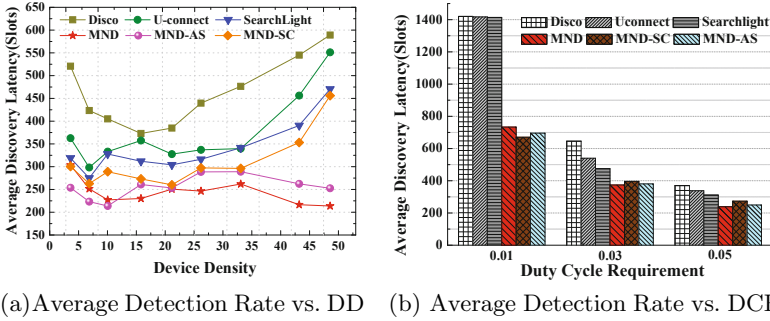 Disco U-connect SearchLight
MND MND-AS MND-SC
Average Discovery Latency(Slots)
650
600
550
500
450
400
350
300
250
200
150
0 5 10 15 20 25 30 35 40 45 50
Device Density
(a)Average Detection Rate vs. DD
Disco Uconnect Searchlight
MND MND-SC MND-AS
Average Discovery Latency(Slots)
1400
1200
1000
800
600
400
200
0
0.01 0.03 0.05
Duty Cycle Requirement
(b) Average Detection Rate vs. DCR